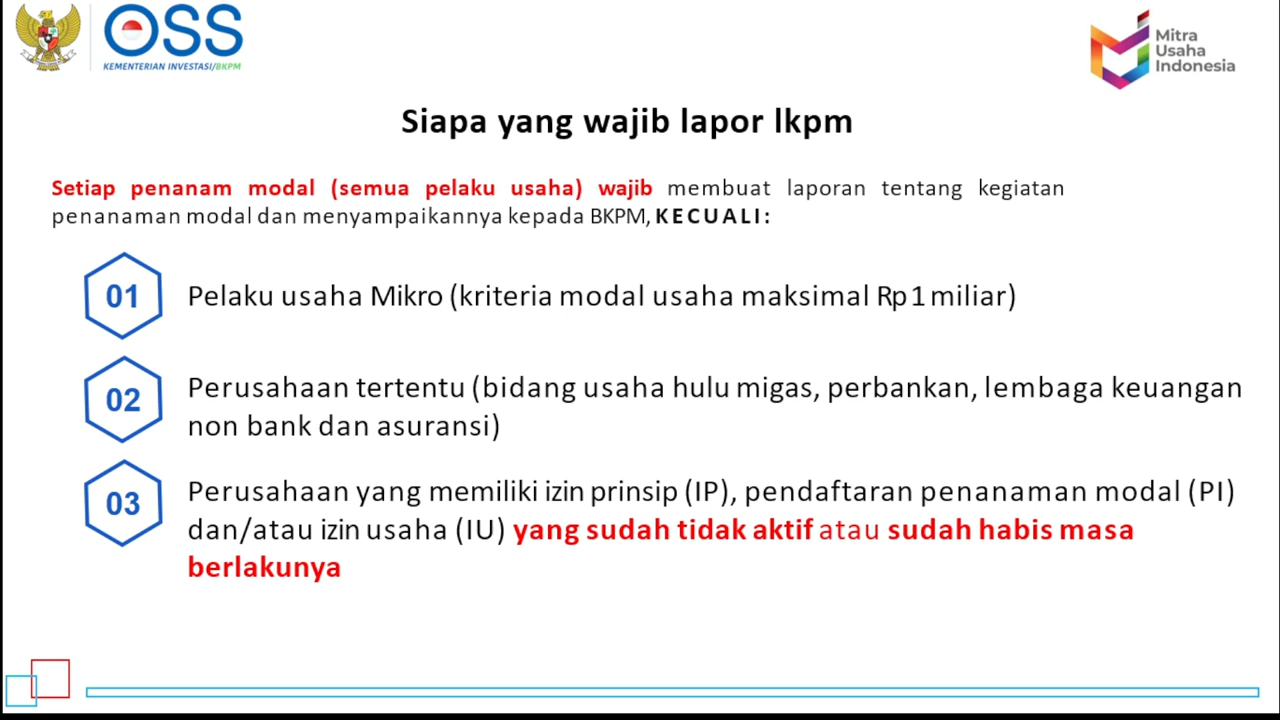 OSS
KEMENTERIAN INVESTASI/BKPM
Mitra
Usaha
Indonesia
Siapa yang wajib lapor lkpm
Setiap penanam modal (semua pelaku usaha) wajib membuat laporan tentang kegiatan
penanaman modal dan menyampaikannya kepada BKPM, KECUALI:
01
Pelaku usaha Mikro (kriteria modal usaha maksimal Rp 1 miliar)
02
Perusahaan tertentu (bidang usaha hulu migas, perbankan, lembaga keuangan
non bank dan asuransi)
03
Perusahaan yang memiliki izin prinsip (IP), pendaftaran penanaman modal (PI)
dan/atau izin usaha (IU) yang sudah tidak aktif atau sudah habis masa
berlakunya